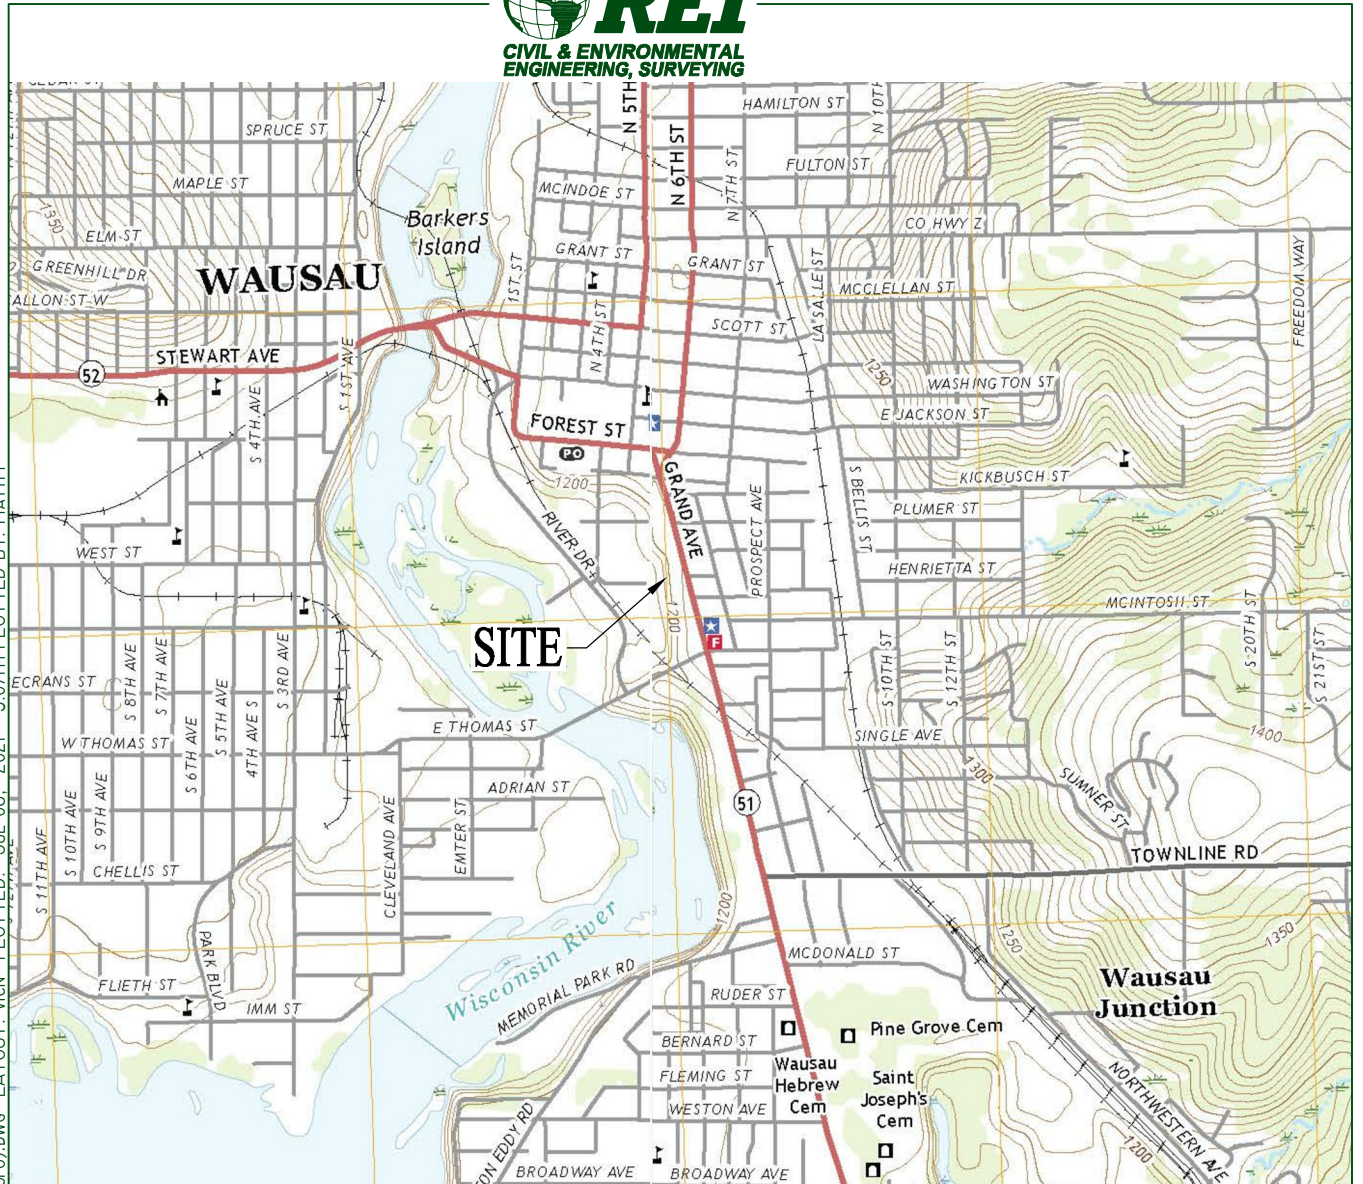 REI
CIVIL & ENVIRONMENTAL
ENGINEERING, SURVEYING
N 5TH
N 6TH ST
HAMILTON ST
N 10TH
SPRUCE ST
FULTON ST
N 7TH ST
MAPLE ST
MCINDOE ST
1350
Barkers
Island
CO HWY Z
ELM ST
GREENHILL DR
GRANT ST
GRANT ST
WAUSAU
1ST ST
LA SALLE ST
MCCLELLAN ST
FREEDOM WAY
ALLON ST W
N 4TH ST
SCOTT ST
STEWART AVE
52
S 1ST AVE
1250
WASHINGTON ST
S 4TH AVE
E JACKSON ST
FOREST ST
PO
GRAND AVE
1200
KICKBUSCH ST
PROSPECT AVE
S BELLIS ST
PLUMER ST
RIVER DR
WEST ST
HENRIETTA ST
MCINTOSH ST
1200
SITE
F
S 20TH ST
S 21ST ST
S 10TH ST
S 12TH ST
ECRANS ST
S 8TH AVE
S 7TH AVE
S 3RD AVE
S 5TH AVE
S 6TH AVE
4TH AVE S
W THOMAS ST
E THOMAS ST
SINGLE AVE
1400
1300
SUMNER ST
ADRIAN ST
51
S 10TH AVE
S 9TH AVE
S 11TH AVE
CLEVELAND AVE
EMTER ST
TOWNLINE RD
CHELLIS ST
1200
Wisconsin River
1250
1350
PARK BLVD
MCDONALD ST
MEMORIAL PARK RD
Wausau
Junction
FLIETH ST
RUDER ST
IMM ST
Pine Grove Cem
BERNARD ST
Wausau
Hebrew
Cem
FLEMING ST
Saint
Joseph's
Cem
NORTHWESTERN AVE
WESTON AVE
ON EDDY RD
1200
BROADWAY AVE
BROADWAY AVE